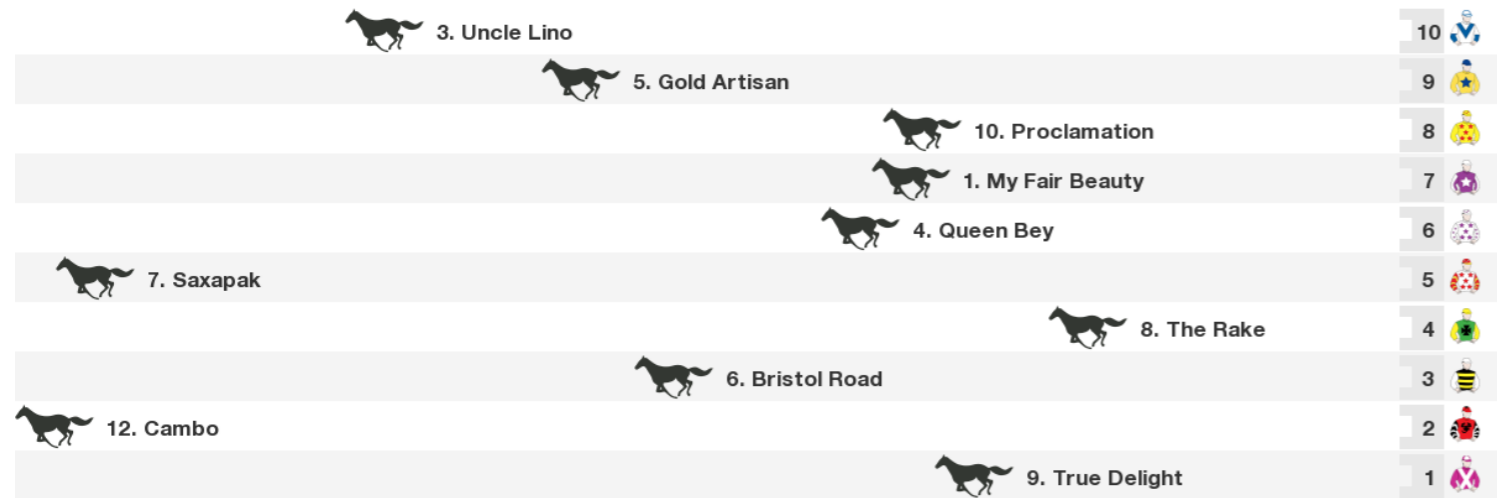 3. Uncle Lino 10
5. Gold Artisan 9
10. Proclamation 8
1. My Fair Beauty 7
4. Queen Bey 6
7. Saxapak 5
8. The Rake 4
6. Bristol Road 3
12. Cambo 2
9. True Delight 1